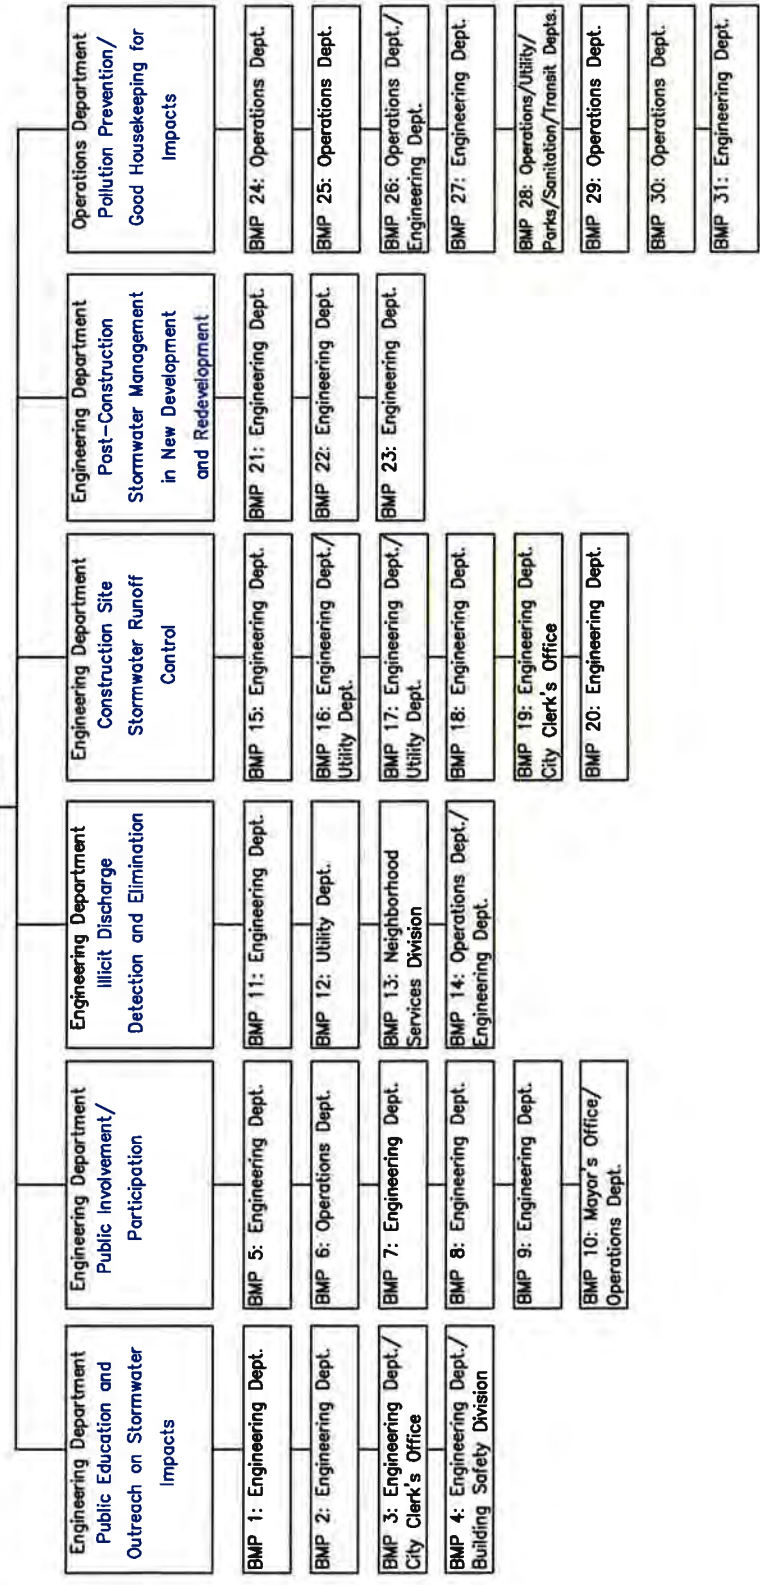 Engineering Department
Public Education and
Outreach on Stormwater
Impacts
BMP 1: Engineering Dept.
BMP 2: Engineering Dept.
BMP 3: Engineering Dept./
City Clerk's Office
BMP 4: Engineering Dept./
Building Safety Division
Engineering Department
Public Involvement/
Participation
BMP 5: Engineering Dept.
BMP 6: Operations Dept.
BMP 7: Engineering Dept.
BMP 8: Engineering Dept.
BMP 9: Engineering Dept.
BMP 10: Mayor's Office/
Operations Dept.
Engineering Department
Illicit Discharge
Detection and Elimination
BMP 11: Engineering Dept.
BMP 12: Utility Dept.
BMP 13: Neighborhood
Services Division
BMP 14: Operations Dept./
Engineering Dept.
Engineering Department
Construction Site
Stormwater Runoff
Control
BMP 15: Engineering Dept.
BMP 16: Engineering Dept./
Utility Dept.
BMP 17: Engineering Dept./
Utility Dept.
BMP 18: Engineering Dept.
BMP 19: Engineering Dept.
City Clerk's Office
BMP 20: Engineering Dept.
Engineering Department
Post-Construction
Stormwater Management
in New Development
and Redevelopment
BMP 21: Engineering Dept.
BMP 22: Engineering Dept.
BMP 23: Engineering Dept.
Operations Department
Pollution Prevention/
Good Housekeeping for
Impacts
BMP 24: Operations Dept.
BMP 25: Operations Dept.
BMP 26: Operations Dept./
Engineering Dept.
BMP 27: Engineering Dept.
BMP 28: Operations/Utility/
Parks/Sanitation/Transit Depts.
BMP 29: Operations Dept.
BMP 30: Operations Dept.
BMP 31: Engineering Dept.